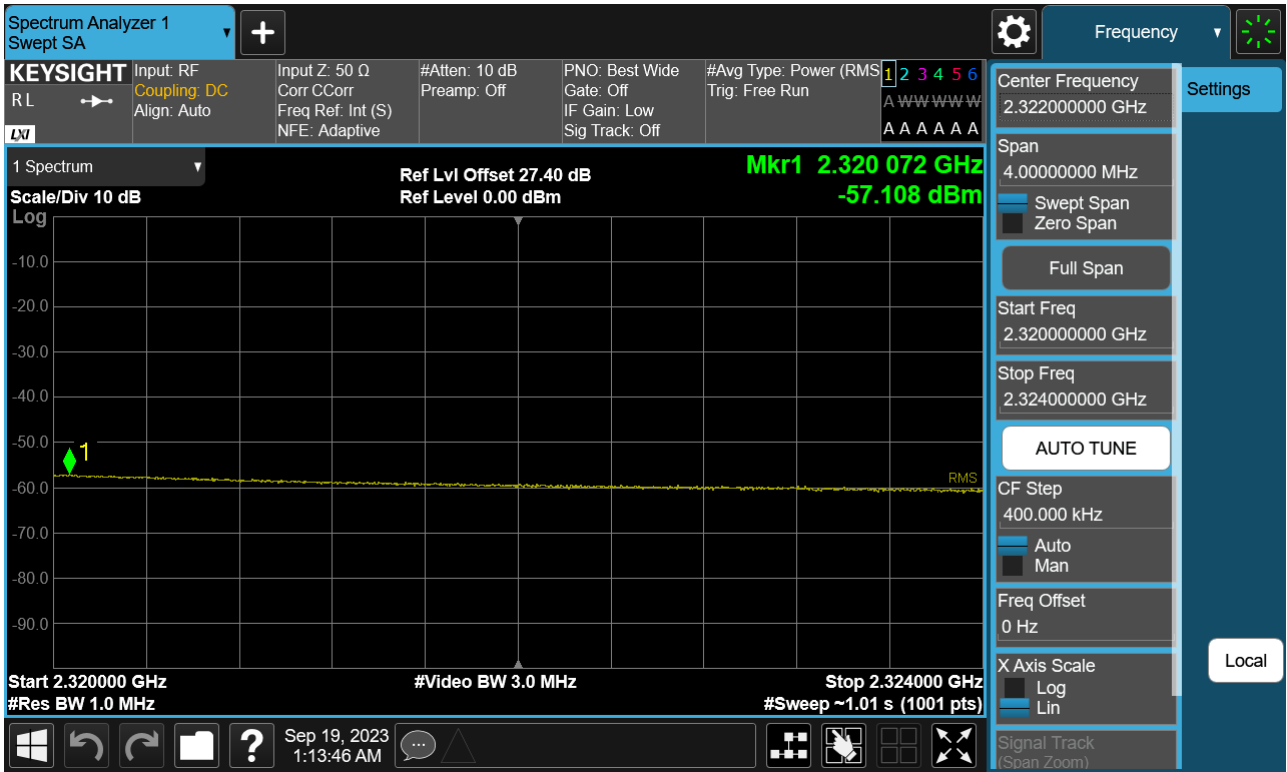 Spectrum Analyzer 1
Swept SA
+
Frequency
KEYSIGHT
R L
LXI
Input: RF
Coupling: DC
Align: Auto
Input Z: 50 Ω
Corr CCorr
Freq Ref: Int (S)
NFE: Adaptive
#Atten: 10 dB
Preamp: Off
PNO: Best Wide
Gate: Off
IF Gain: Low
Sig Track: Off
#Avg Type: Power (RMS
Trig: Free Run
1 2 3 4 5 6
A W W W W W
A A A A A A
1 Spectrum
Scale/Div 10 dB
Log
Ref Lvl Offset 27.40 dB
Ref Level 0.00 dBm
Mkr1 2.320 072 GHz
-57.108 dBm
-10.0
-20.0
-30.0
-40.0
-50.0
1
RMS
-60.0
-70.0
-80.0
-90.0
Start 2.320000 GHz
#Res BW 1.0 MHz
#Video BW 3.0 MHz
Stop 2.324000 GHz
#Sweep ~1.01 s (1001 pts)
Center Frequency
2.322000000 GHz
Settings
Span
4.00000000 MHz
Swept Span
Zero Span
Full Span
Start Freq
2.320000000 GHz
Stop Freq
2.324000000 GHz
AUTO TUNE
CF Step
400.000 kHz
Auto
Man
Freq Offset
0 Hz
X Axis Scale
Log
Lin
Local
Signal Track
(Span Zoom)
?
Sep 19, 2023
1:13:46 AM